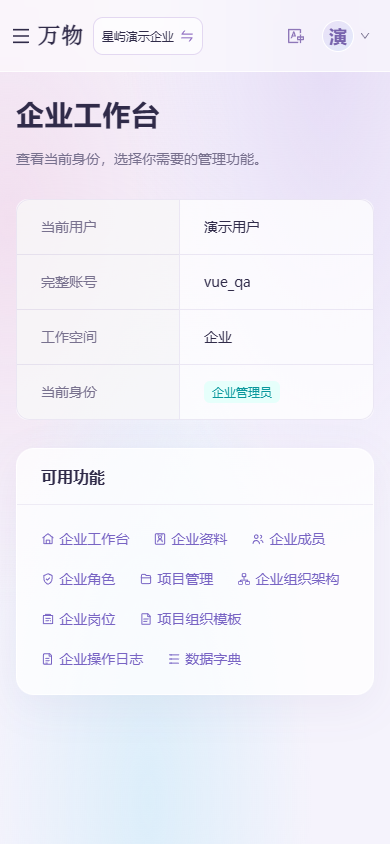 万物 星屿演示企业 演
企业工作台
查看当前身份，选择你需要的管理功能。
当前用户 演示用户
完整账号 vue_qa
工作空间 企业
当前身份 企业管理员
可用功能
企业工作台 企业资料 企业成员
企业角色 项目管理 企业组织架构
企业岗位 项目组织模板
企业操作日志 数据字典